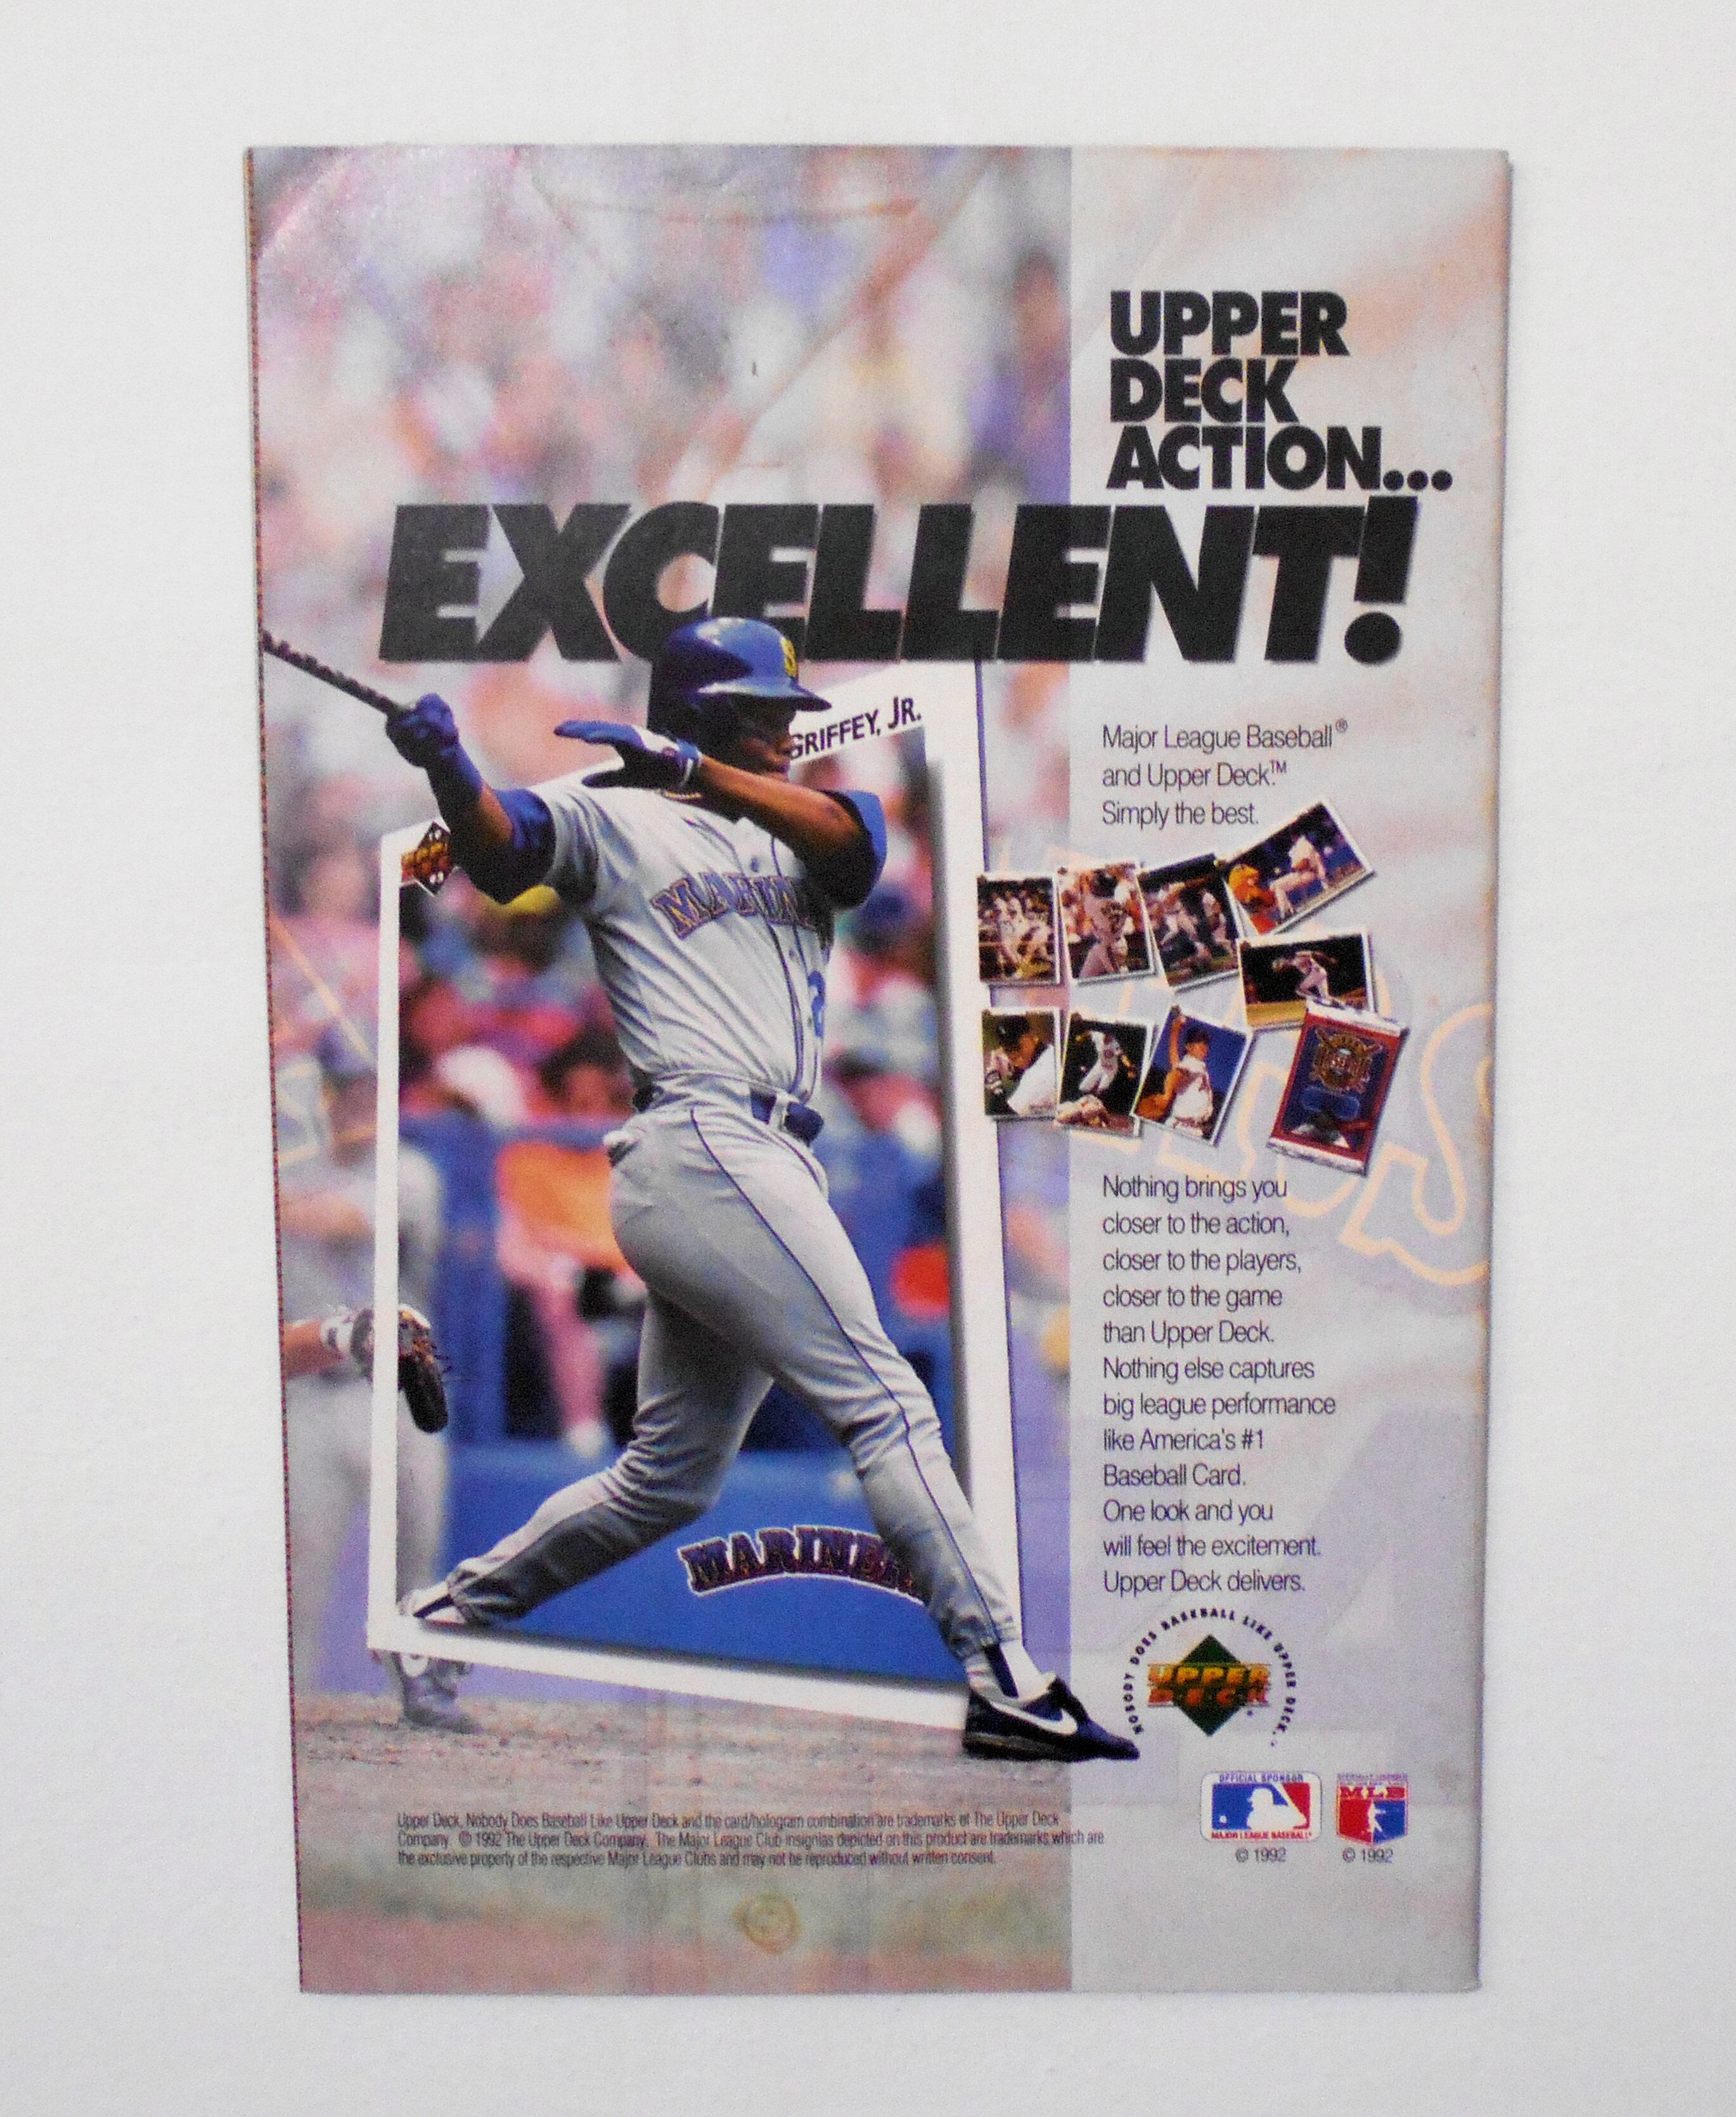 UPPER
DECK
ACTION...
EXCELLENT!
GRIFFEY, JR.
Major League Baseball®
and Upper Deck.™
Simply the best.
MARIN
2
Nothing brings you
closer to the action,
closer to the players,
closer to the game
than Upper Deck.
Nothing else captures
big league performance
like America's #1
Baseball Card.
One look and you
will feel the excitement.
Upper Deck delivers.
MARINERS
NOBODY DOES BASEBALL LIKE UPPER DECK.
UPPER
DECK
OFFICIAL SPONSOR
MAJOR LEAGUE BASEBALL
MLB
© 1992
© 1992
Upper Deck, Nobody Does Baseball Like Upper Deck and the card/hologram combination are trademarks of The Upper Deck
Company. © 1992 The Upper Deck Company. The Major League Club insignias depicted on this product are trademarks which are
the exclusive property of the respective Major League Clubs and may not be reproduced without written consent.